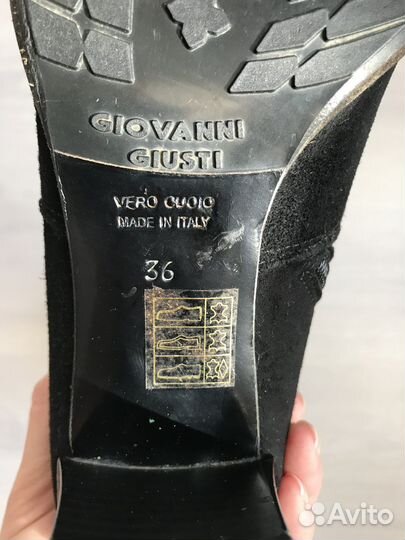 GIOVANNI
GIUSTI
VERO CUOIO
MADE IN ITALY
36
Avito